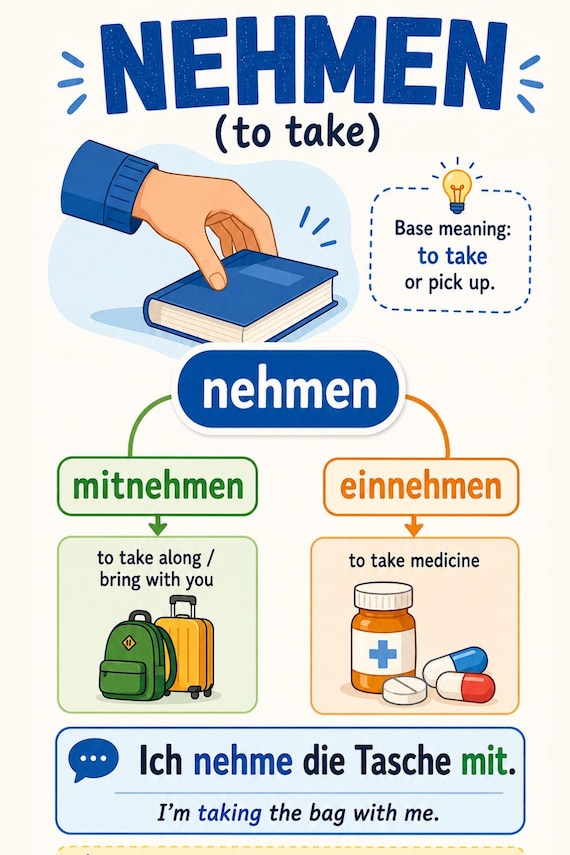 NEHMEN
(to take)
Base meaning:
to take
or pick up.
nehmen
mitnehmen
einnehmen
to take along /
bring with you
to take medicine
Ich nehme die Tasche mit.
I'm taking the bag with me.